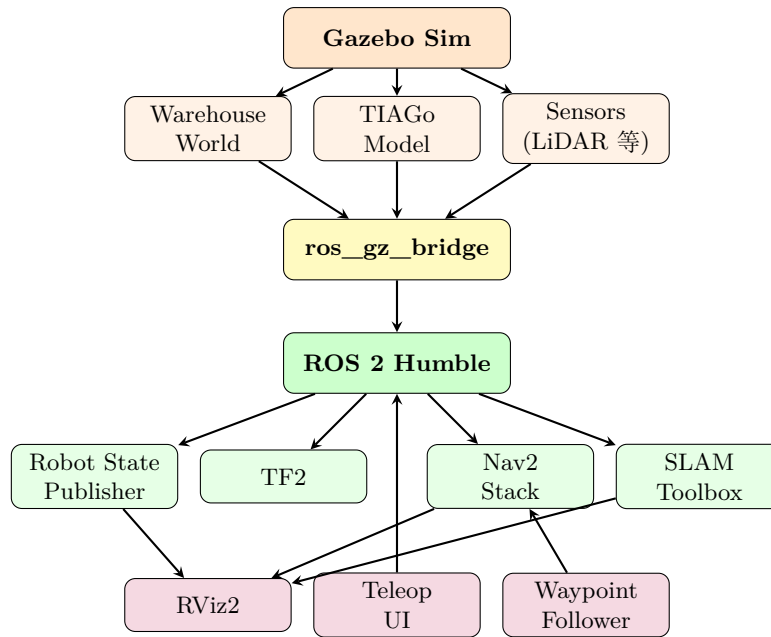 Gazebo Sim
Warehouse
World
TIAGo
Model
Sensors
(LiDAR 等)
ros_gz_bridge
ROS 2 Humble
Robot State
Publisher
TF2
Nav2
Stack
SLAM
Toolbox
RViz2
Teleop
UI
Waypoint
Follower